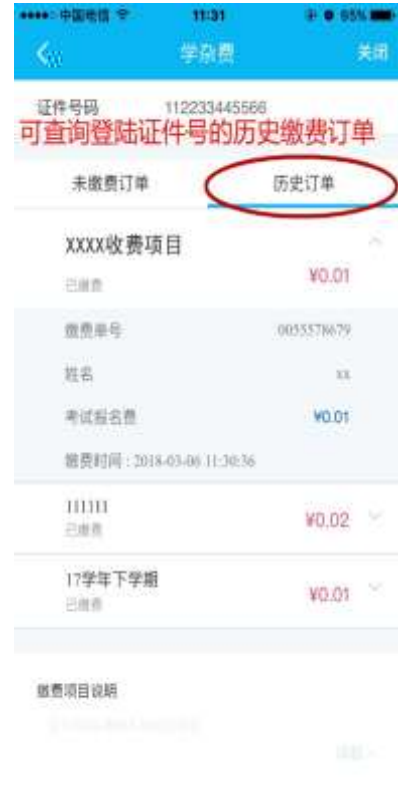 中国电信 11:31 65%
学杂费 关闭
证件号码 112233445566
可查询登陆证件号的历史缴费订单
未缴费订单 历史订单
XXXX收费项目
已缴费 ¥0.01
缴费单号 0055578679
姓名 xx
考试报名费 ¥0.01
缴费时间：2018-03-06 11:30:36
111111
已缴费 ¥0.02
17学年下学期
已缴费 ¥0.01
缴费项目说明